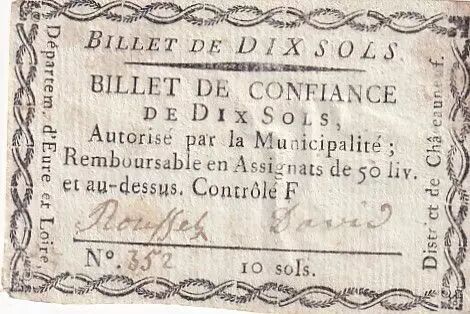 BILLET DE DIX SOLS.
BILLET DE CONFIANCE
DE DIX SOLS,
Autorisé par la Municipalité ;
Remboursable en Assignats de 50 liv.
et au-dessus. Contrôlé F
Rousset David
N°. 352 10 sols.
Départem. d'Eure et Loire
District de Châteauneuf.